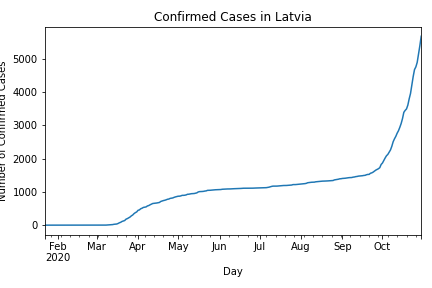 Confirmed Cases in Latvia
Number of Confirmed Cases
5000
4000
3000
2000
1000
0
Feb Mar Apr May Jun Jul Aug Sep Oct
2020
Day